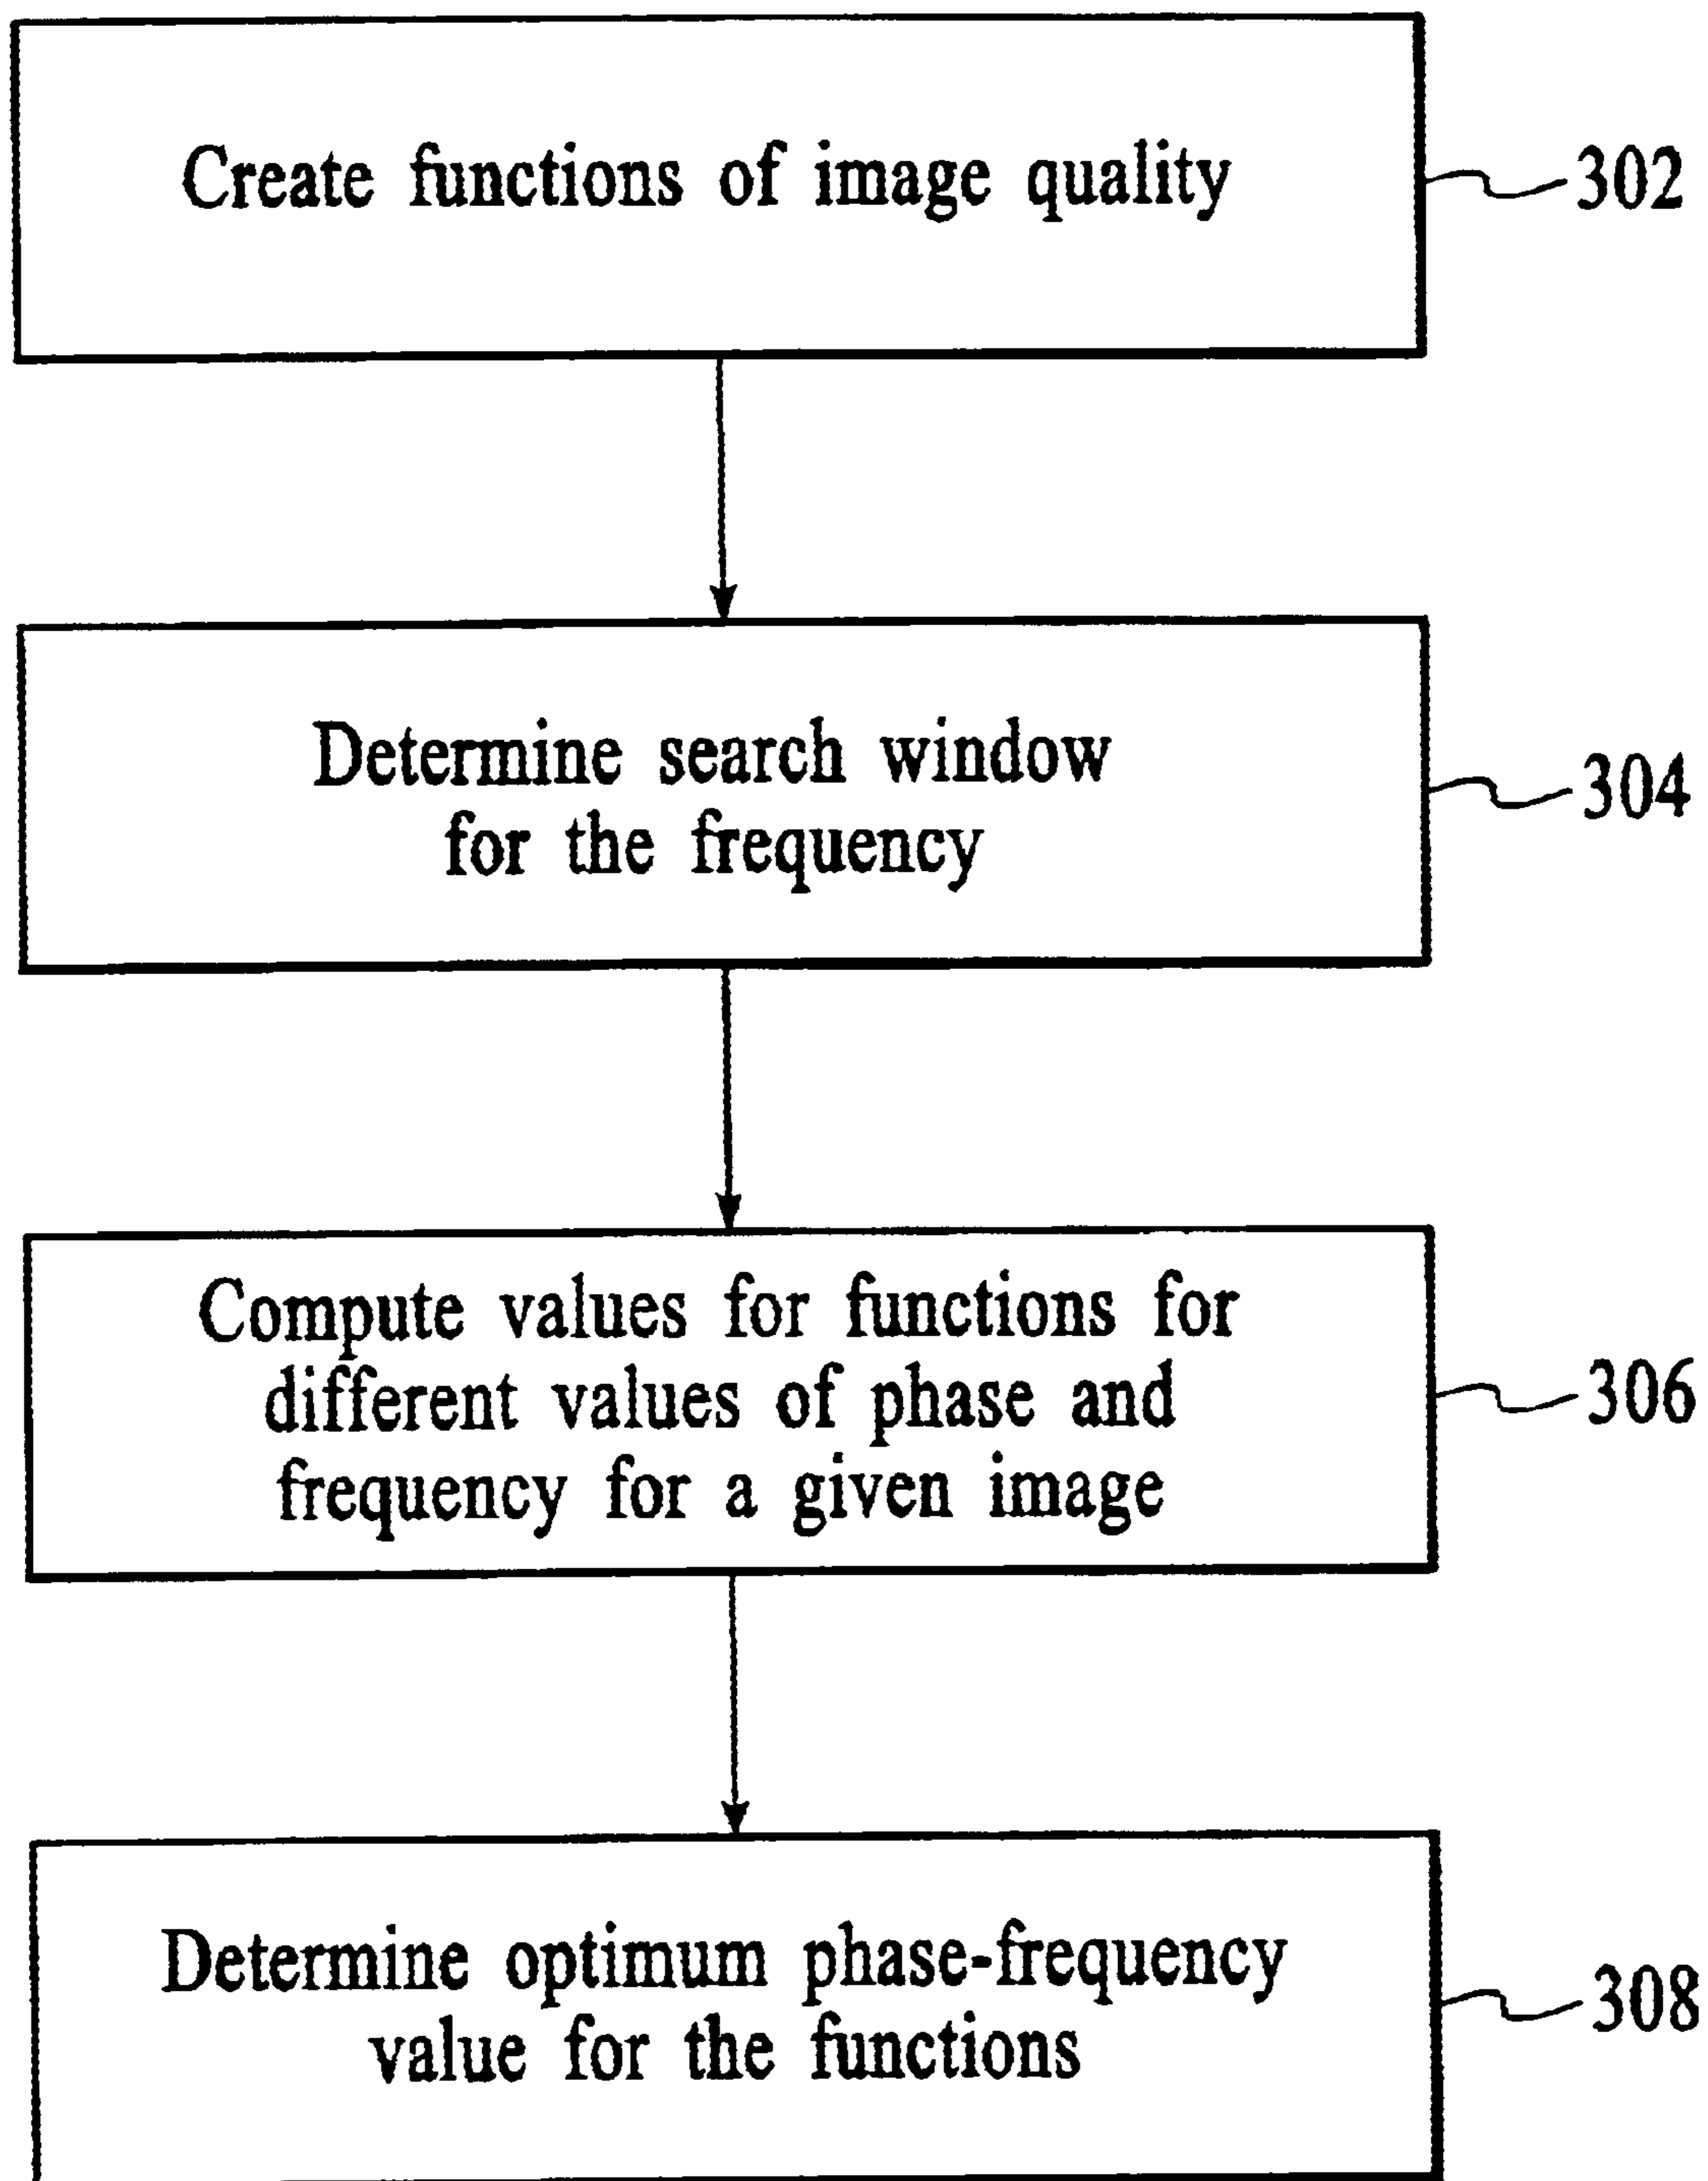 Create functions of image quality
302
Determine search window
for the frequency
304
Compute values for functions for
different values of phase and
frequency for a given image
306
Determine optimum phase-frequency
value for the functions
308